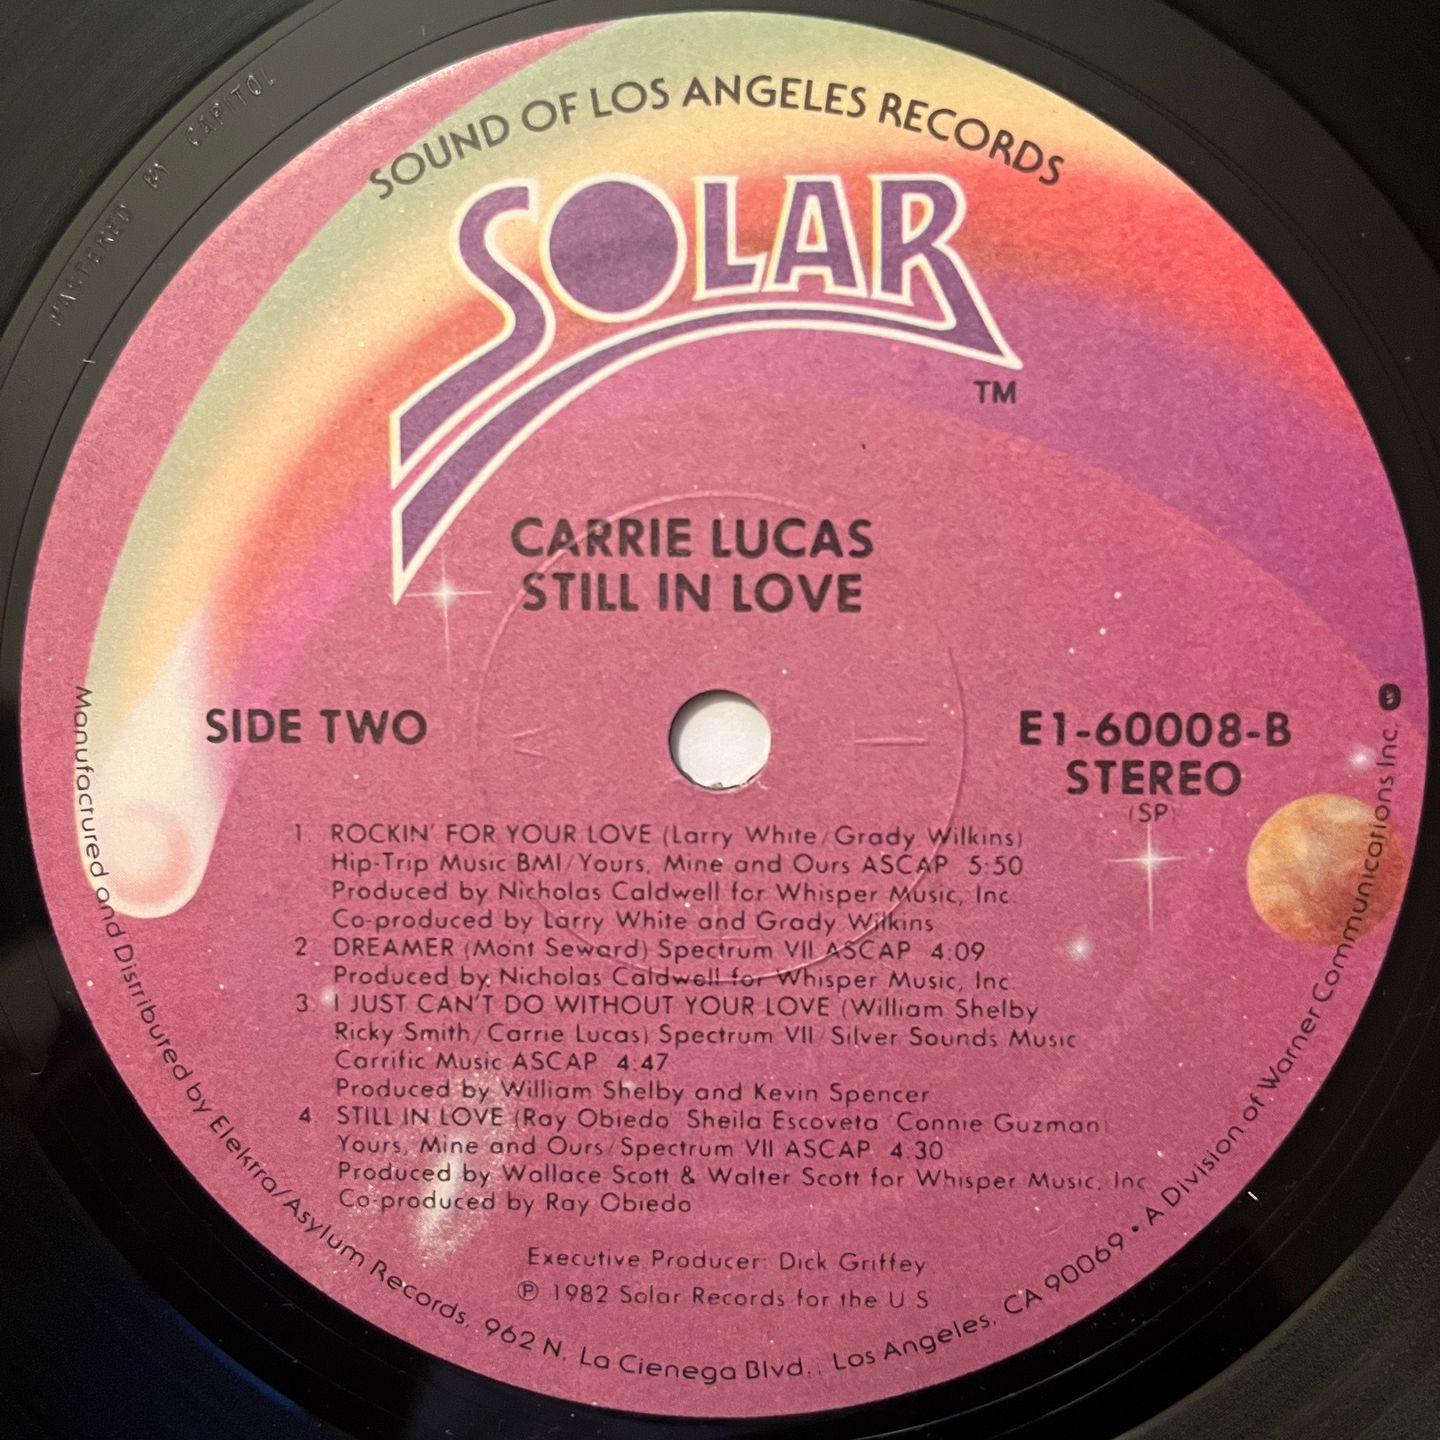 MASTERED BY CAPITOL
SOUND OF LOS ANGELES RECORDS
SOLAR
TM
CARRIE LUCAS
STILL IN LOVE
SIDE TWO
E1-60008-B
STEREO
(SP)
1 ROCKIN' FOR YOUR LOVE (Larry White/Grady Wilkins)
Hip-Trip Music BMI/Yours, Mine and Ours ASCAP 5:50
Produced by Nicholas Caldwell for Whisper Music, Inc.
Co-produced by Larry White and Grady Wilkins
2 DREAMER (Mont Seward) Spectrum VII ASCAP 4:09
Produced by Nicholas Caldwell for Whisper Music, Inc.
3 I JUST CAN'T DO WITHOUT YOUR LOVE (William Shelby
Ricky Smith/Carrie Lucas) Spectrum VII/Silver Sounds Music
Carrific Music ASCAP 4:47
Produced by William Shelby and Kevin Spencer
4 STILL IN LOVE (Ray Obiedo Sheila Escoveta Connie Guzman)
Yours, Mine and Ours/Spectrum VII ASCAP 4:30
Produced by Wallace Scott & Walter Scott for Whisper Music, Inc
Co-produced by Ray Obiedo
Executive Producer: Dick Griffey
℗ 1982 Solar Records for the U S
Manufactured and Distributed by Elektra/Asylum Records, 962 N. La Cienega Blvd., Los Angeles, CA 90069 • A Division of Warner Communications Inc.